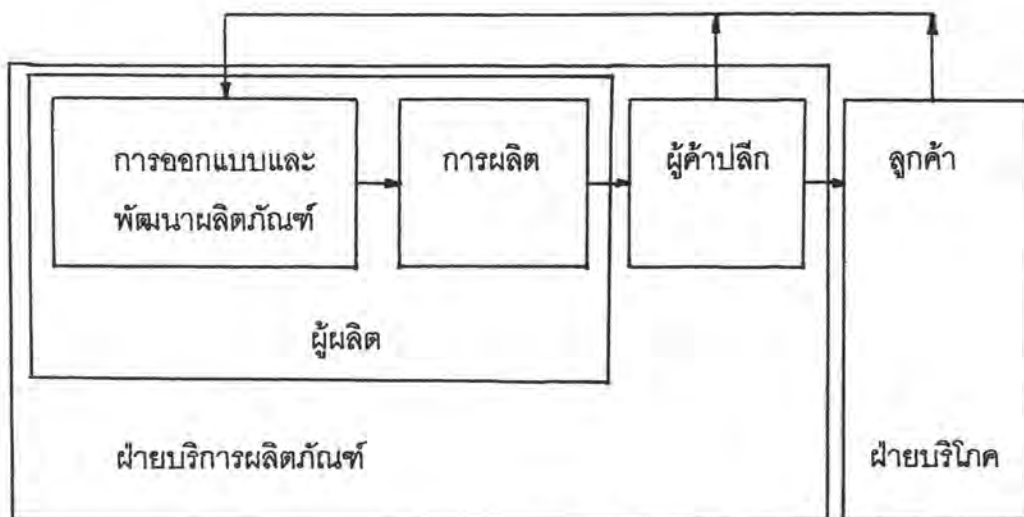 การออกแบบและ
พัฒนาผลิตภัณฑ์
การผลิต
ผู้ค้าปลีก
ลูกค้า
ผู้ผลิต
ฝ่ายบริการผลิตภัณฑ์
ฝ่ายบริโภค